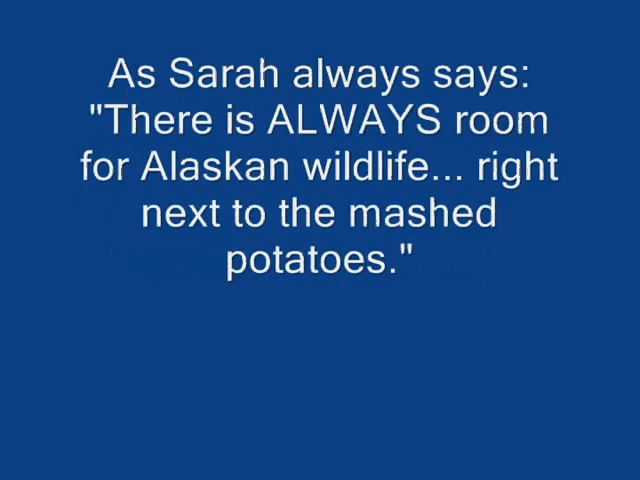 As Sarah always says:
"There is ALWAYS room
for Alaskan wildlife... right
next to the mashed
potatoes."